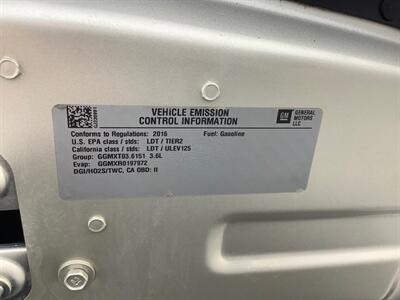 VEHICLE EMISSION
CONTROL INFORMATION
GM
GENERAL
MOTORS
LLC
Conforms to Regulations: 2016 Fuel: Gasoline
U.S. EPA class / stds: LDT / TIER2
California class / stds: LDT / ULEV125
Group: GGMXT03.6151 3.6L
Evap: GGMXR0197972
DGI/HO2S/TWC, CA OBD: II